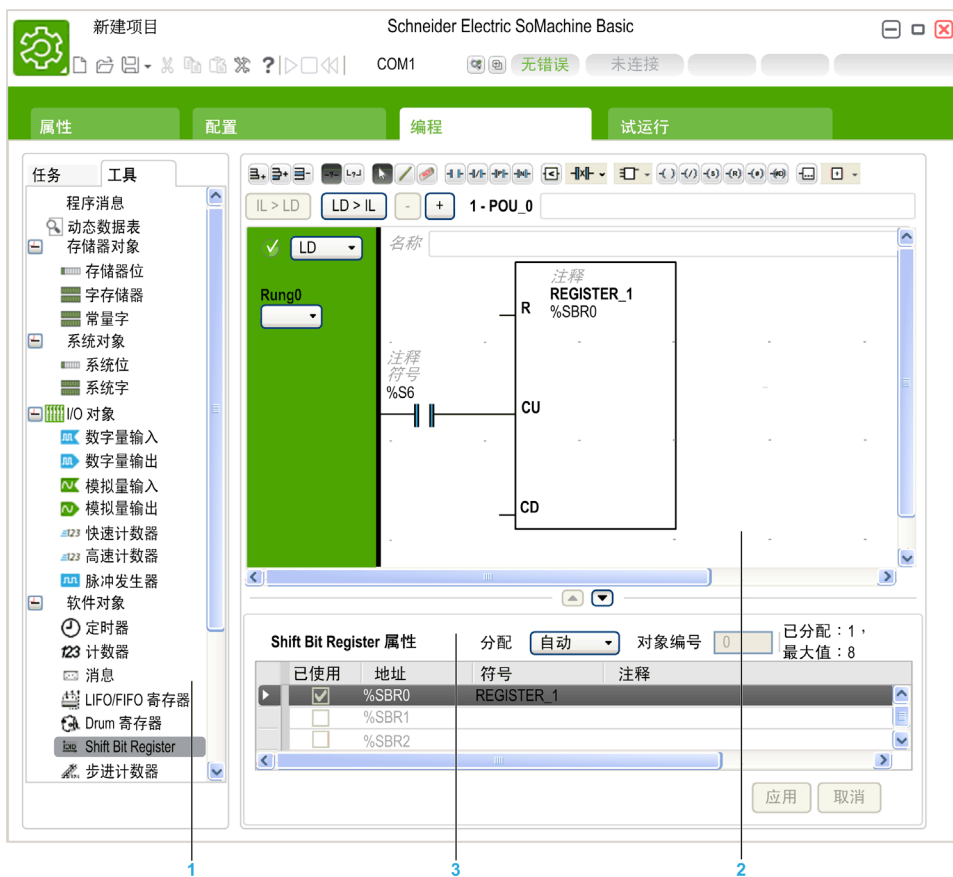 新建项目
Schneider Electric SoMachine Basic
COM1
无错误
未连接
属性
配置
编程
试运行
任务
工具
程序消息
动态数据表
存储器对象
存储器位
字存储器
常量字
系统对象
系统位
系统字
I/O 对象
数字量输入
数字量输出
模拟量输入
模拟量输出
快速计数器
高速计数器
脉冲发生器
软件对象
定时器
计数器
消息
LIFO/FIFO 寄存器
Drum 寄存器
Shift Bit Register
步进计数器
IL > LD
LD > IL
-
+
1 - POU_0
LD
名称
Rung0
注释
REGISTER_1
%SBR0
R
注释
符号
%S6
CU
CD
Shift Bit Register 属性
分配
自动
对象编号
0
已分配：1，
最大值：8
已使用 地址 符号 注释
%SBR0 REGISTER_1
%SBR1
%SBR2
应用
取消
1
3
2